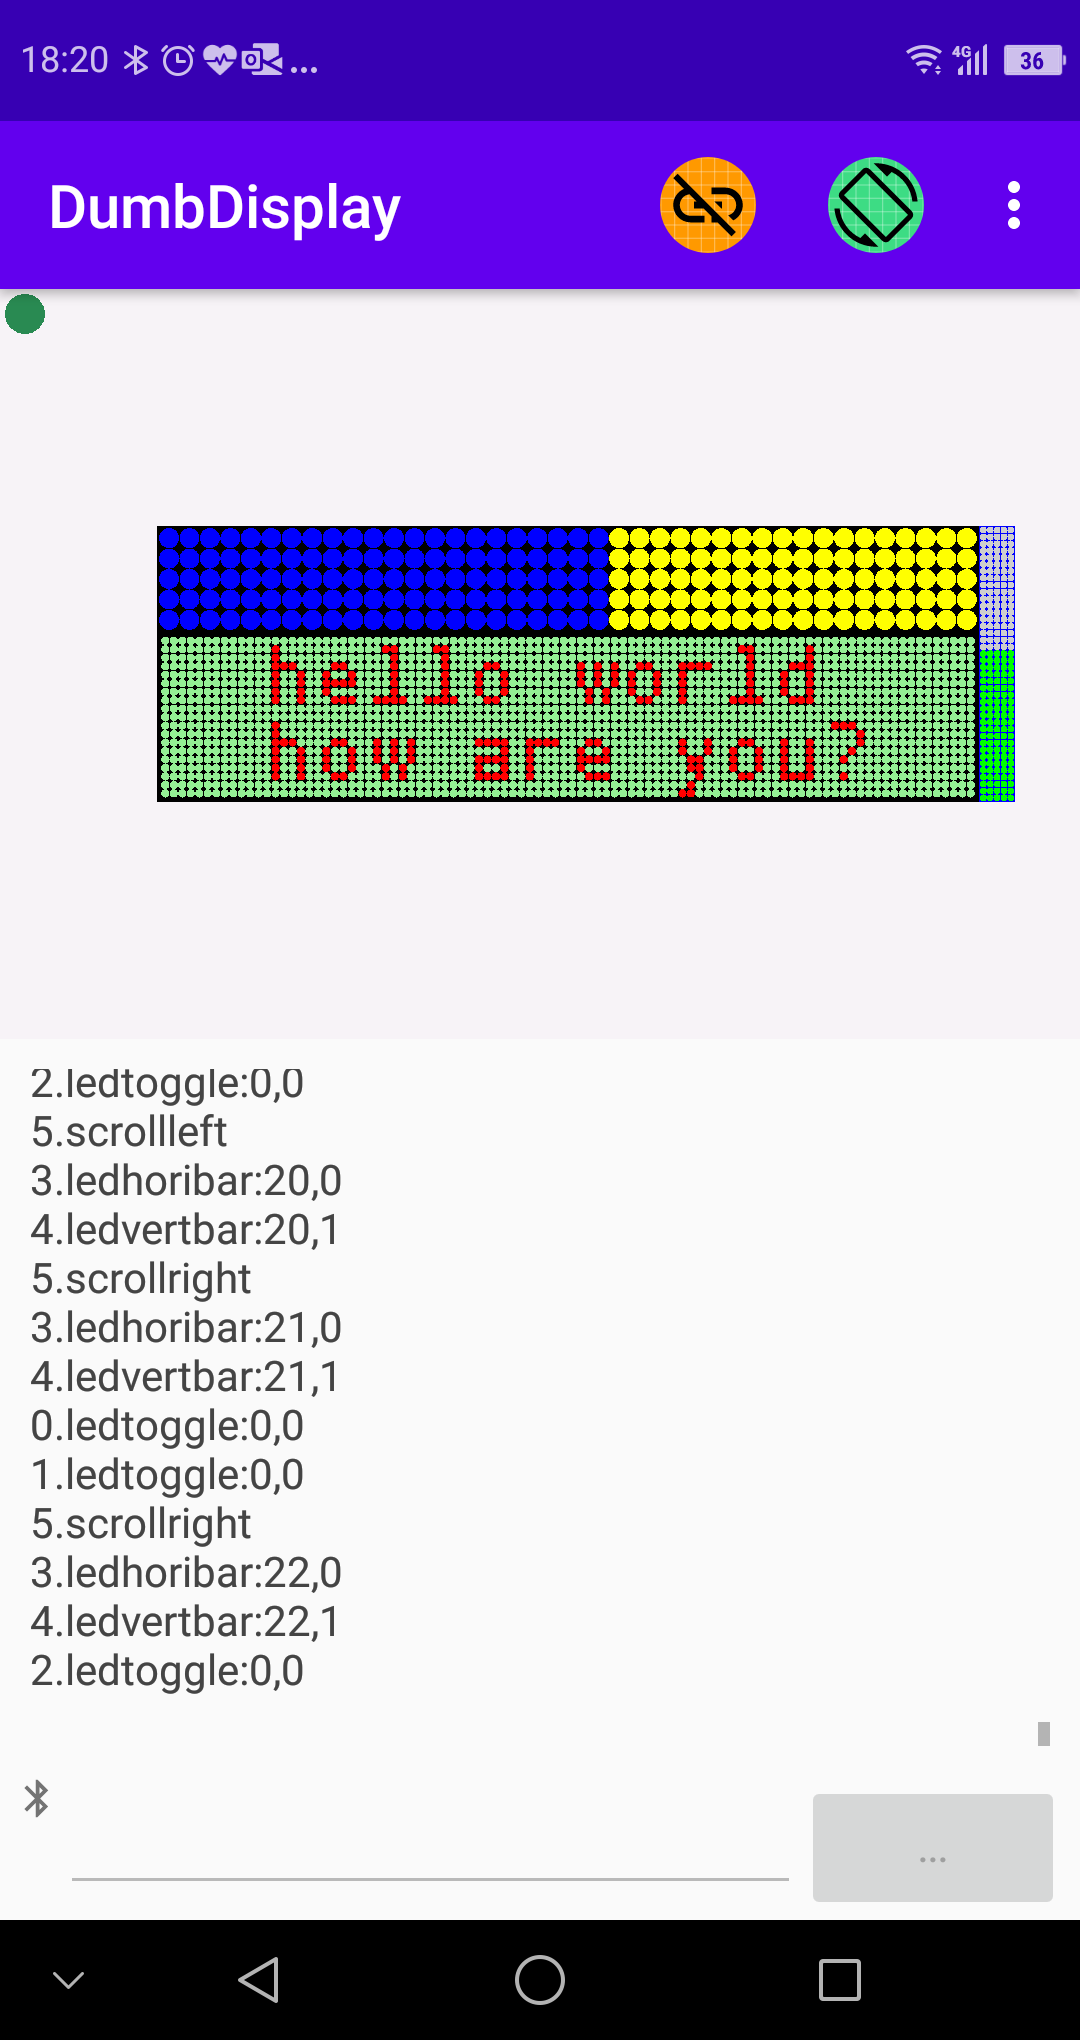 18:20 ... 4G 36
DumbDisplay
hello world
how are you?
2.ledtoggle:0,0
5.scrollleft
3.ledhoribar:20,0
4.ledvertbar:20,1
5.scrollright
3.ledhoribar:21,0
4.ledvertbar:21,1
0.ledtoggle:0,0
1.ledtoggle:0,0
5.scrollright
3.ledhoribar:22,0
4.ledvertbar:22,1
2.ledtoggle:0,0
...